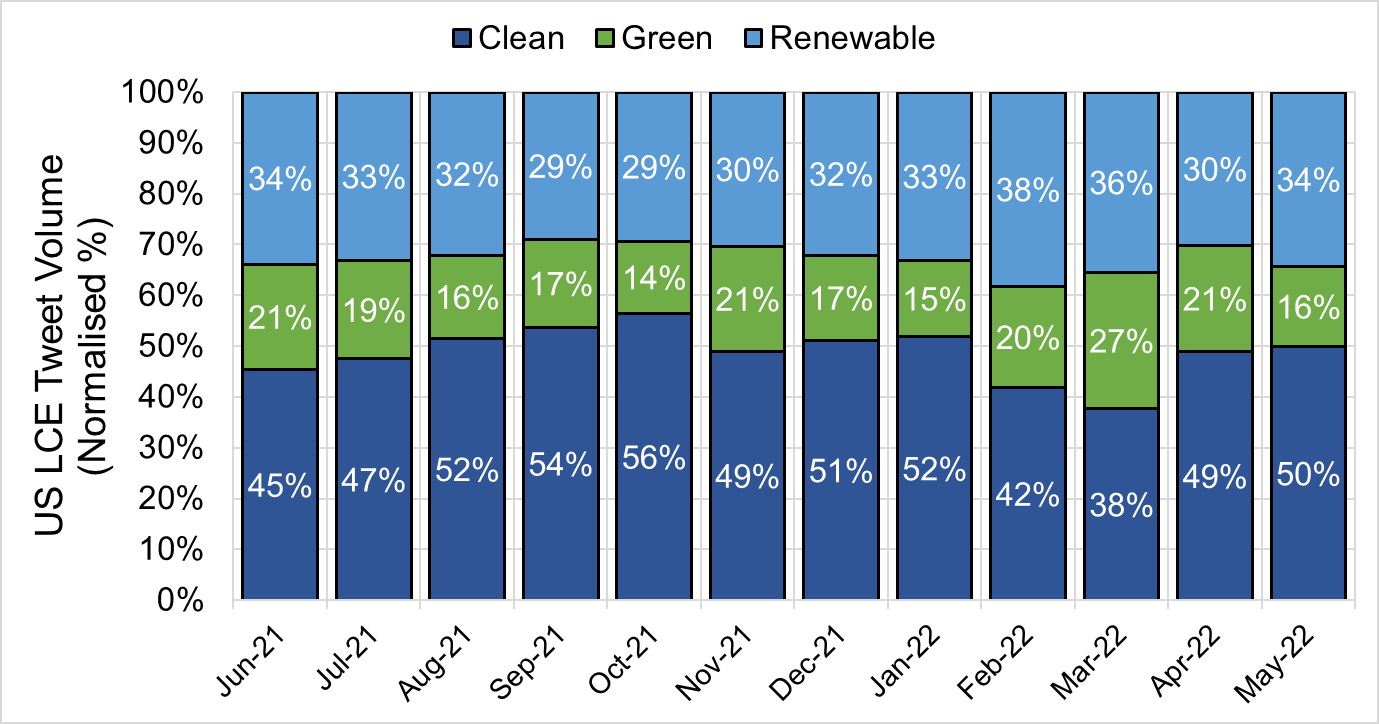 Clean Green Renewable
US LCE Tweet Volume
(Normalised %)
100%
90%
80%
70%
60%
50%
40%
30%
20%
10%
0%
34% 33% 32% 29% 29% 30% 32% 33% 38% 36% 30% 34%
21% 19% 16% 17% 14% 21% 17% 15% 20% 27% 21% 16%
45% 47% 52% 54% 56% 49% 51% 52% 42% 38% 49% 50%
Jun-21 Jul-21 Aug-21 Sep-21 Oct-21 Nov-21 Dec-21 Jan-22 Feb-22 Mar-22 Apr-22 May-22